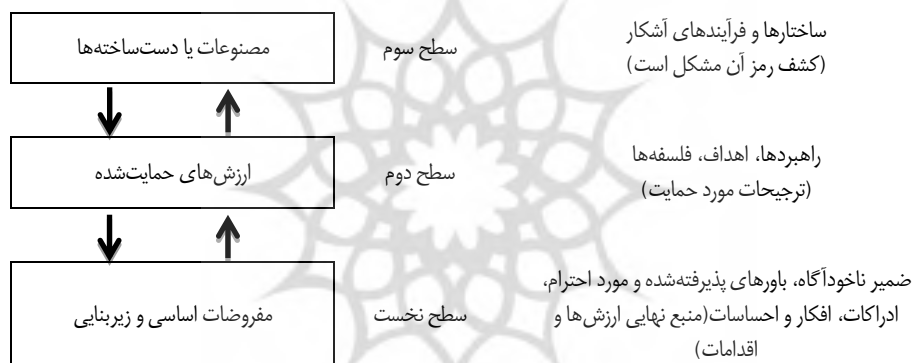 ساختارها و فرآیندهای آشکار
(کشف رمز آن مشکل است)
سطح سوم
مصنوعات یا دست‌ساخته‌ها
راهبردها، اهداف، فلسفه‌ها
(ترجیحات مورد حمایت)
سطح دوم
ارزش‌های حمایت‌شده
ضمیر ناخودآگاه، باورهای پذیرفته‌شده و مورد احترام،
ادراکات، افکار و احساسات(منبع نهایی ارزش‌ها و
اقدامات)
سطح نخست
مفروضات اساسی و زیربنایی